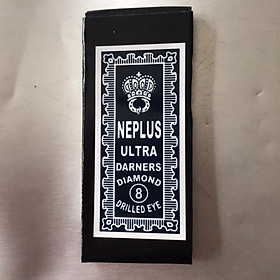 NEPLUS
ULTRA
DARNERS
DIAMOND
8
DRILLED EYE